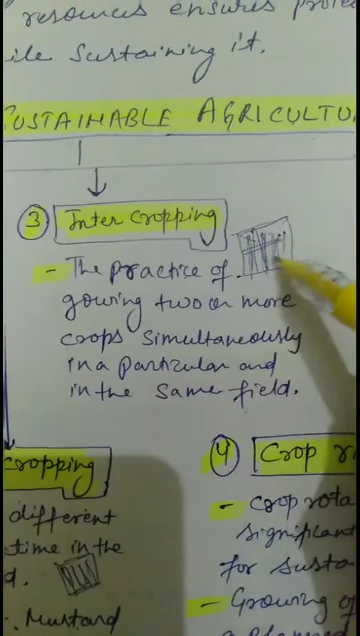 resources ensures
ile sustaining it.
SUSTAINABLE AGRICULTU
③ Inter cropping
- The practice of
gowing two or more
crops simultaneously
in a particular and
in the same field.
cropping
different
time in the
d.
: Mustard
④ Crop r
- Crop rota
significant
for susta
- Growing of